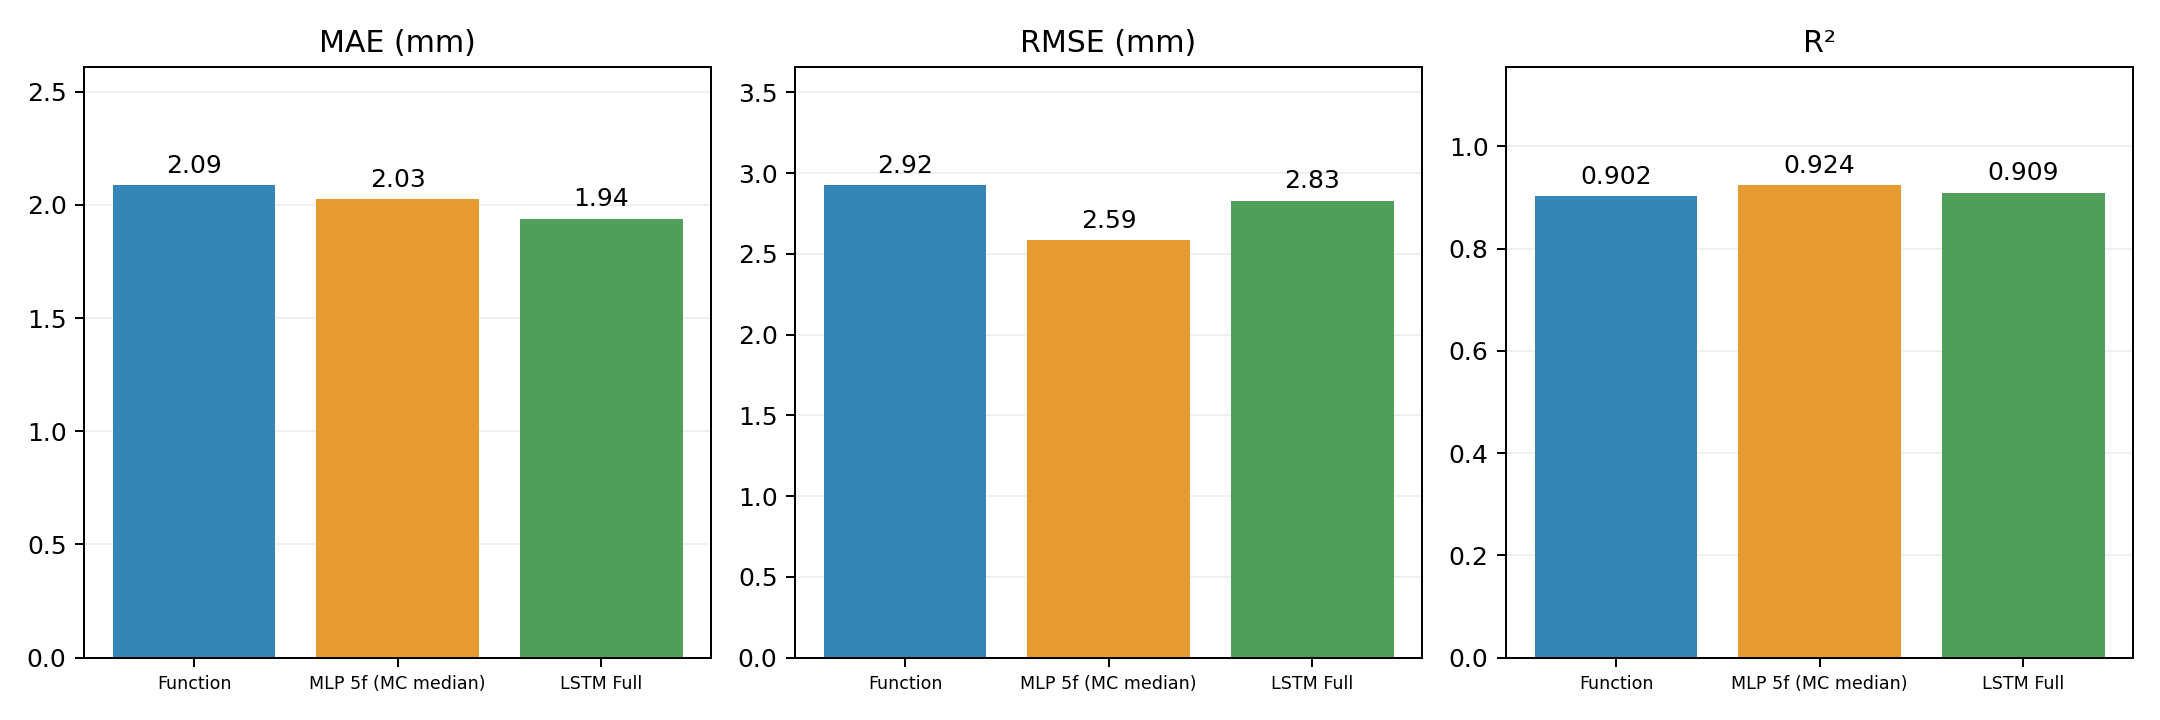 MAE (mm)
2.5
2.0
1.5
1.0
0.5
0.0
2.09
2.03
1.94
Function
MLP 5f (MC median)
LSTM Full
RMSE (mm)
3.5
3.0
2.5
2.0
1.5
1.0
0.5
0.0
2.92
2.59
2.83
Function
MLP 5f (MC median)
LSTM Full
R²
1.0
0.8
0.6
0.4
0.2
0.0
0.902
0.924
0.909
Function
MLP 5f (MC median)
LSTM Full